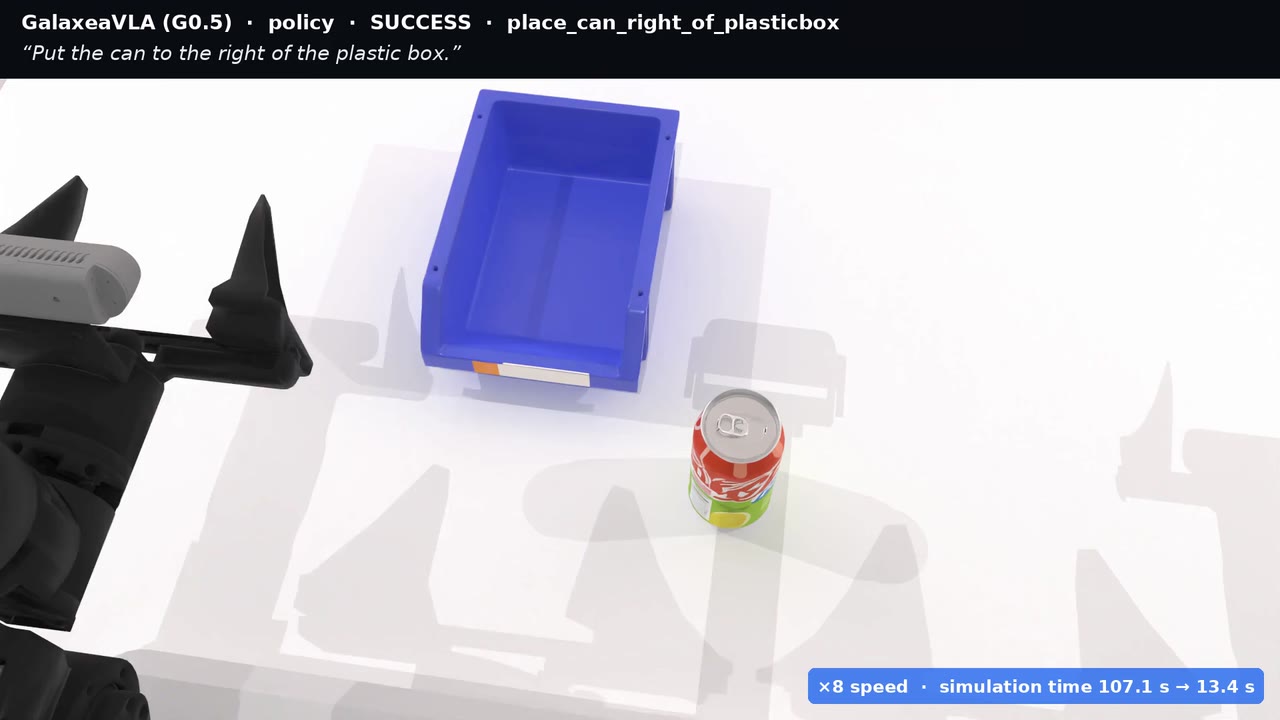 GalaxeaVLA (G0.5) · policy · SUCCESS · place_can_right_of_plasticbox
“Put the can to the right of the plastic box.”
×8 speed · simulation time 107.1 s → 13.4 s